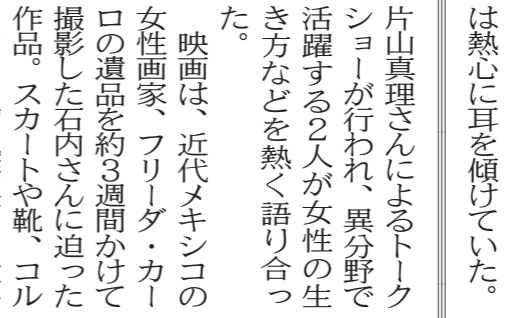 は熱心に耳を傾けていた。
片山真理さんによるトーク
ショーが行われ、異分野で
活躍する2人が女性の生
き方などを熱く語り合っ
た。
映画は、近代メキシコの
女性画家、フリーダ・カー
ロの遺品を約3週間かけて
撮影した石内さんに迫った
作品。スカートや靴、コル